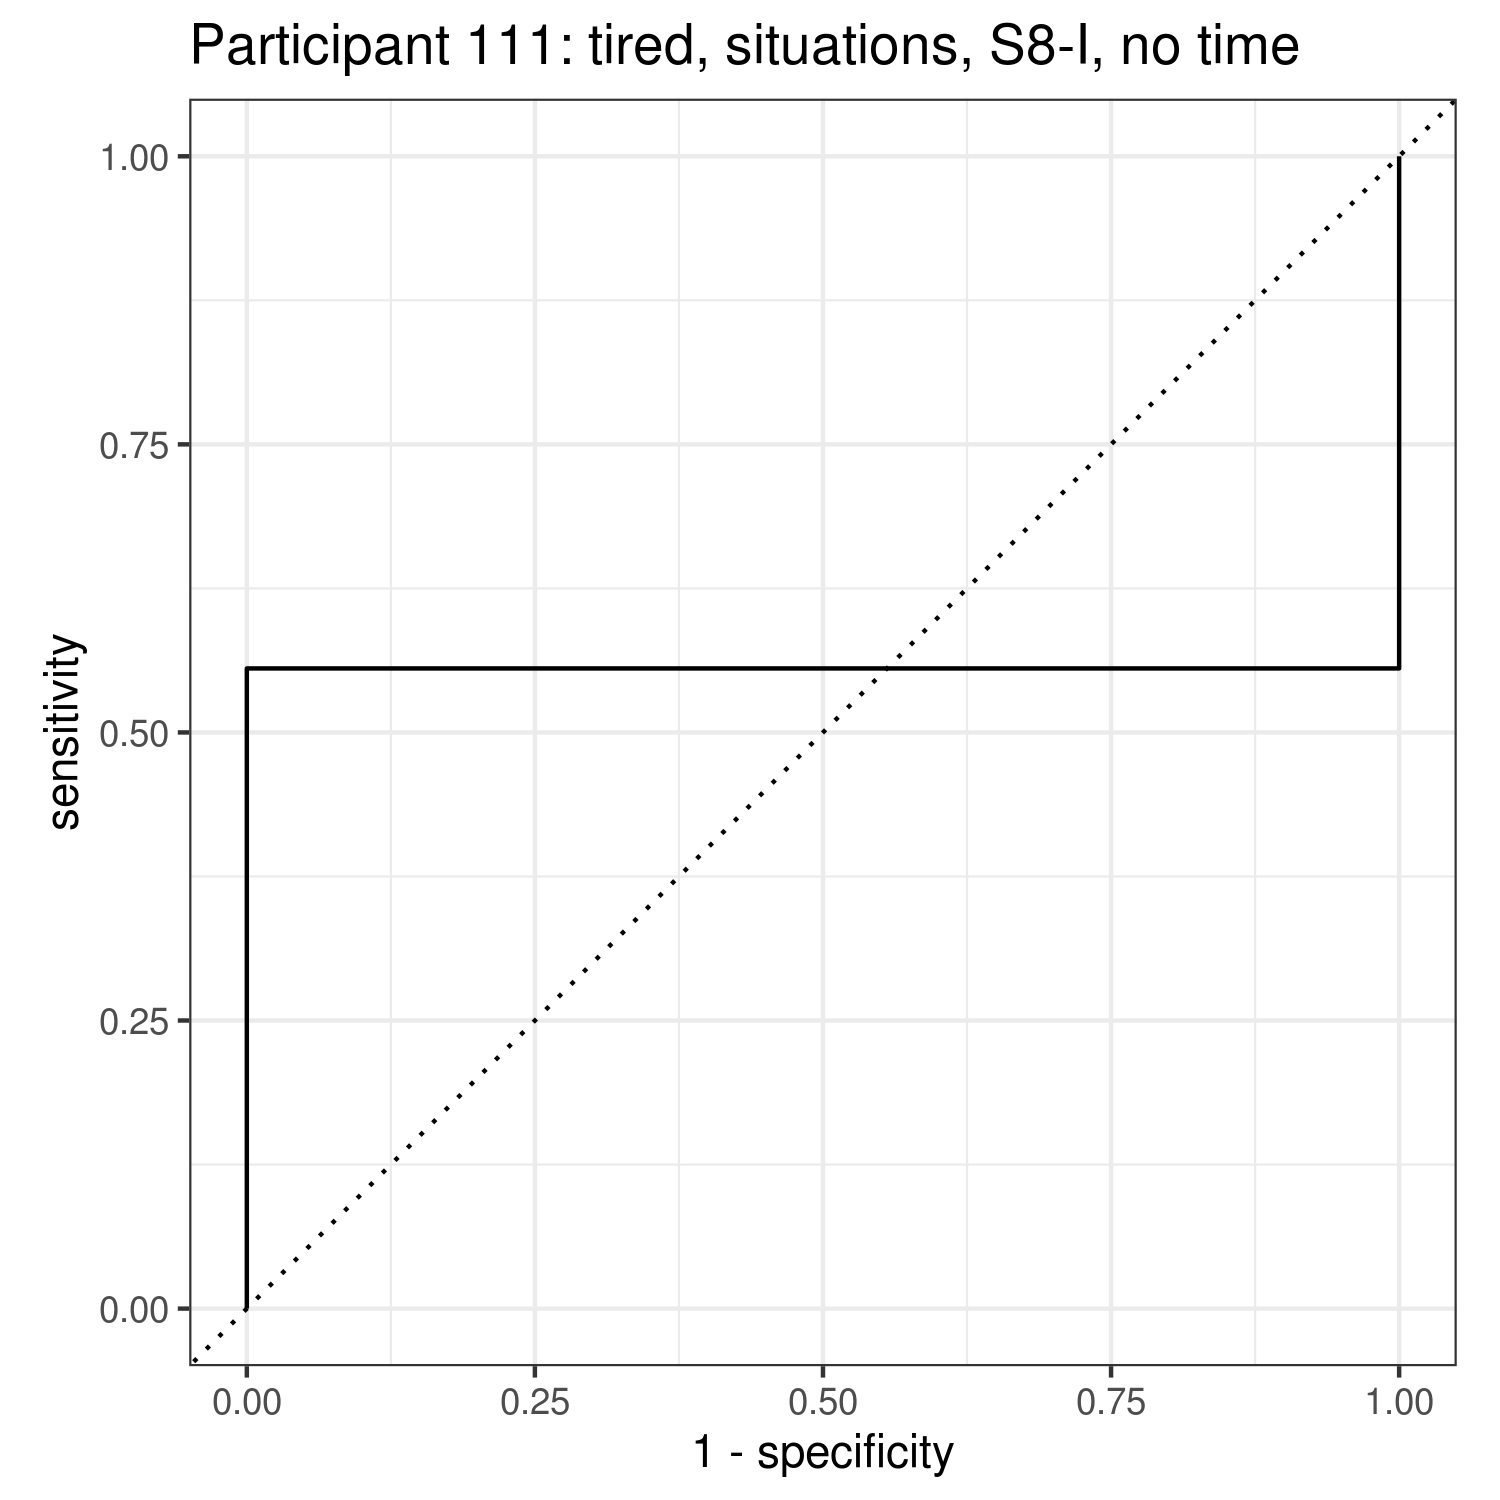 Participant 111: tired, situations, S8-I, no time
1.00
0.75
0.50
0.25
0.00
sensitivity
0.00 0.25 0.50 0.75 1.00
1 - specificity